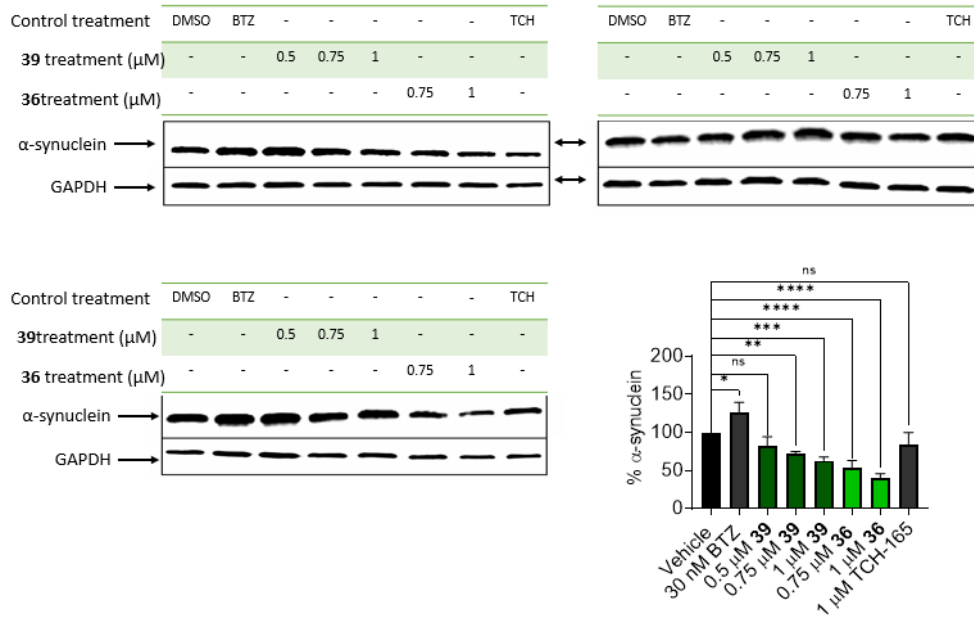 Control treatment DMSO BTZ - - - - - TCH
39 treatment (μM) - - 0.5 0.75 1 - - -
36treatment (μM) - - - - - 0.75 1 -
α-synuclein
GAPDH
DMSO BTZ - - - - - TCH
- - 0.5 0.75 1 - - -
- - - - - 0.75 1 -
Control treatment DMSO BTZ - - - - - TCH
39treatment (μM) - - 0.5 0.75 1 - - -
36 treatment (μM) - - - - - 0.75 1 -
α-synuclein
GAPDH
ns
****
****
***
**
ns
*
% α-synuclein
200
150
100
50
0
Vehicle
30 nM BTZ
0.5 μM 39
0.75 μM 39
1 μM 39
0.75 μM 36
1 μM 36
1 μM TCH-165